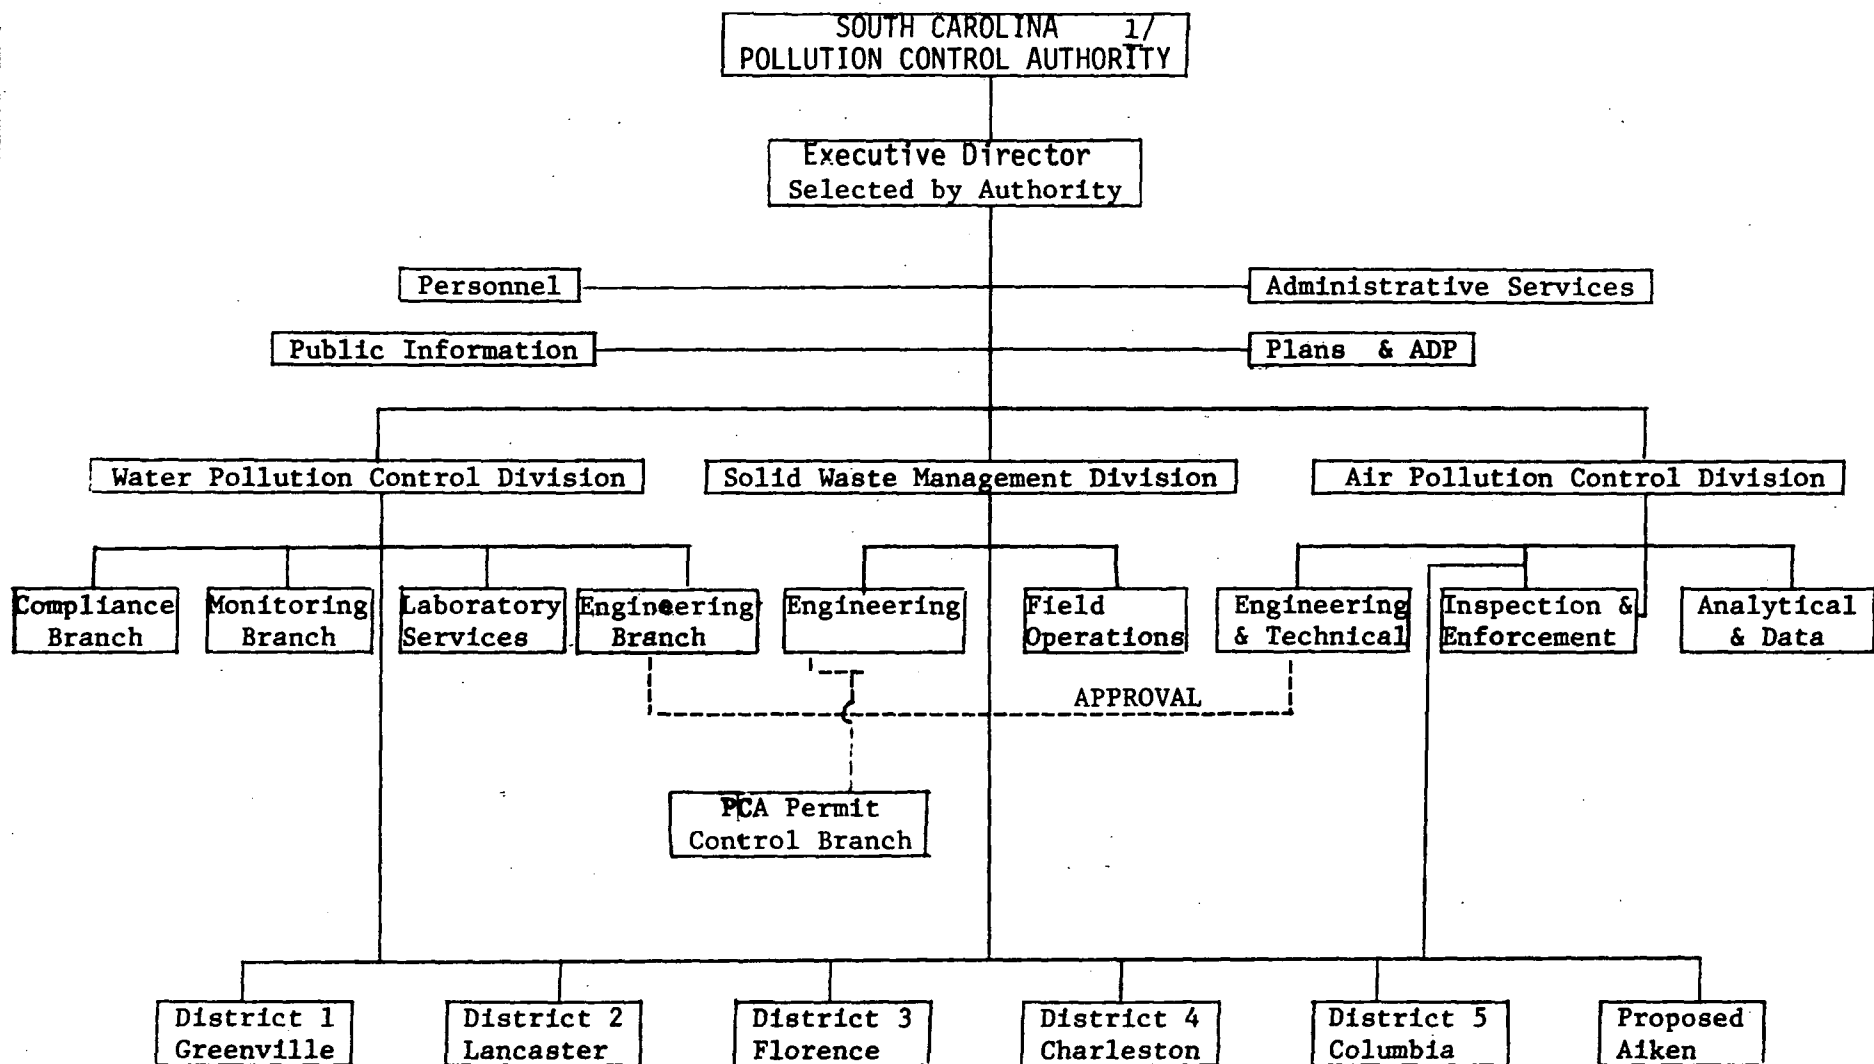 SOUTH CAROLINA 1/
POLLUTION CONTROL AUTHORITY
Executive Director
Selected by Authority
Personnel
Administrative Services
Public Information
Plans & ADP
Water Pollution Control Division
Solid Waste Management Division
Air Pollution Control Division
Compliance
Branch
Monitoring
Branch
Laboratory
Services
Engineering
Branch
Engineering
Field
Operations
Engineering
& Technical
Inspection &
Enforcement
Analytical
& Data
APPROVAL
PCA Permit
Control Branch
District 1
Greenville
District 2
Lancaster
District 3
Florence
District 4
Charleston
District 5
Columbia
Proposed
Aiken